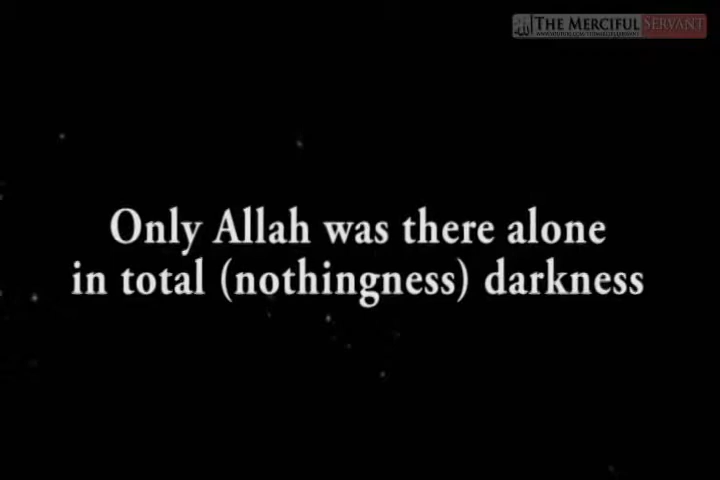 THE MERCIFUL SERVANT
Only Allah was there alone
in total (nothingness) darkness